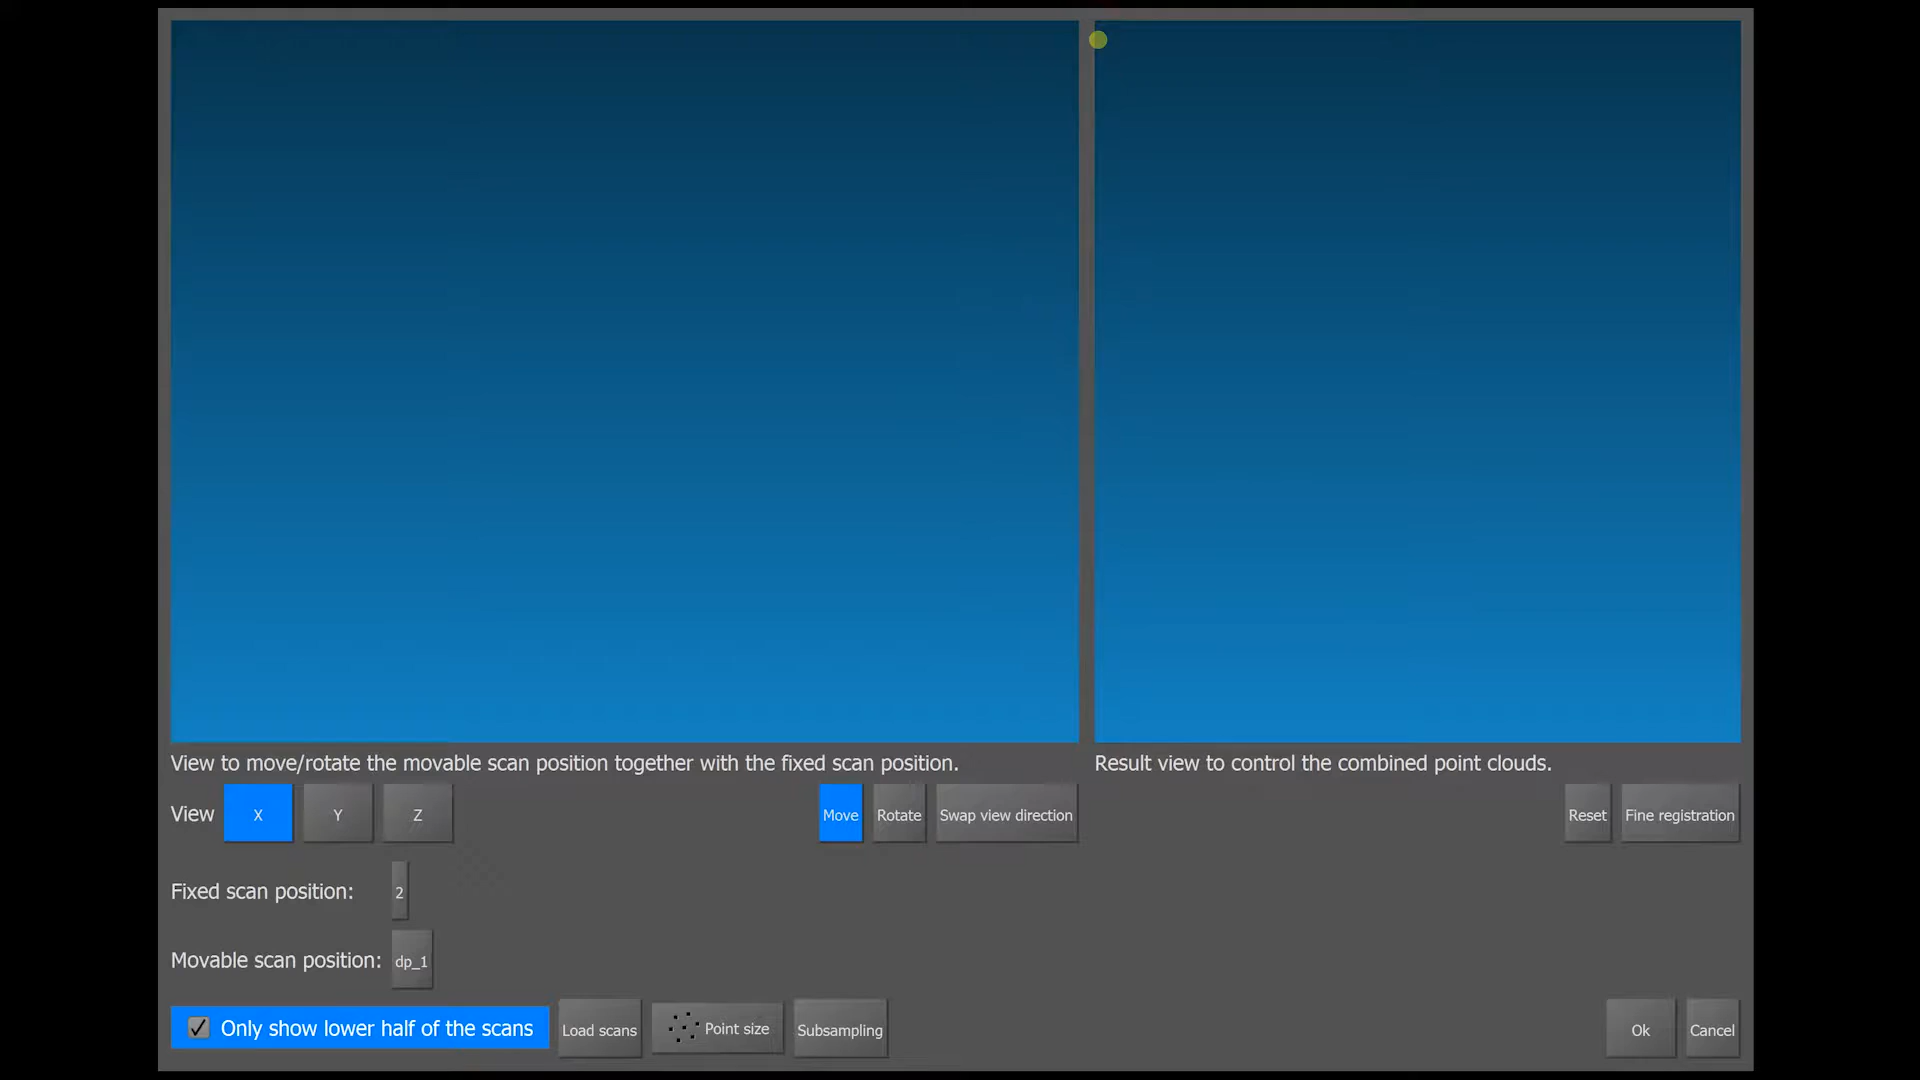 View to move/rotate the movable scan position together with the fixed scan position.
Result view to control the combined point clouds.
View X Y Z Move Rotate Swap view direction Reset Fine registration
Fixed scan position: 2
Movable scan position: dp_1
Only show lower half of the scans Load scans Point size Subsampling Ok Cancel